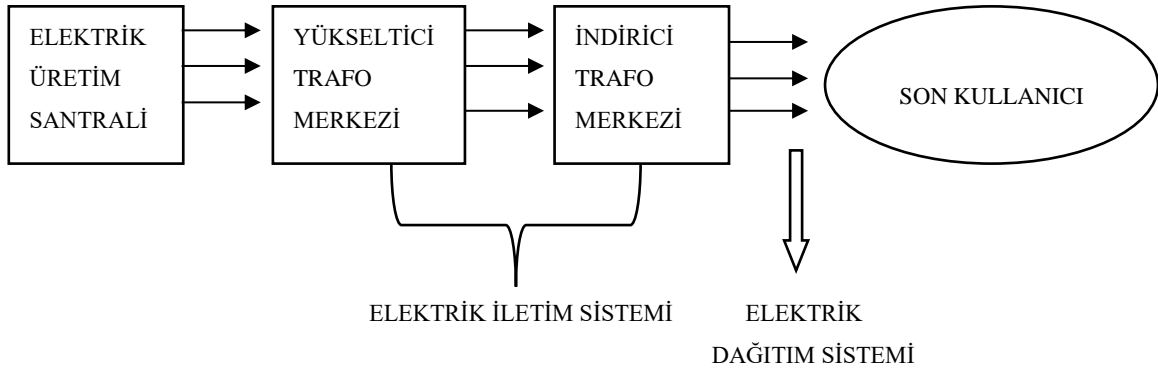 ELEKTRİK
ÜRETİM
SANTRALİ
YÜKSELTİCİ
TRAFO
MERKEZİ
İNDİRİCİ
TRAFO
MERKEZİ
SON KULLANICI
ELEKTRİK İLETİM SİSTEMİ
ELEKTRİK
DAĞITIM SİSTEMİ